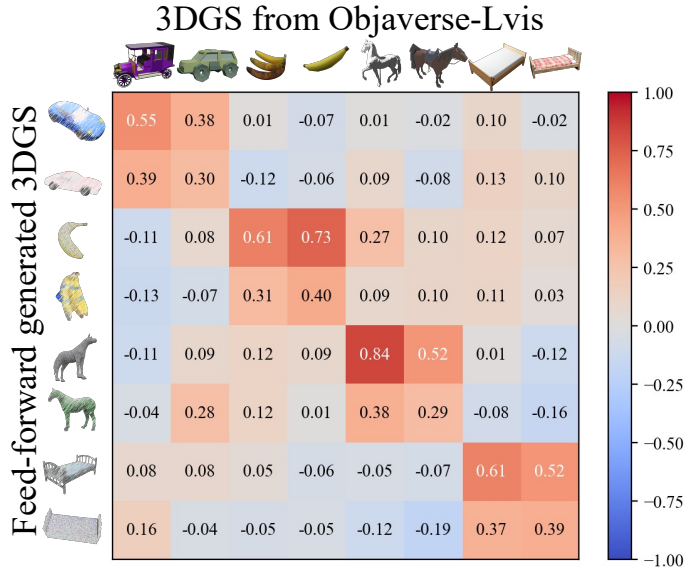 3DGS from Objaverse-Lvis
Feed-forward generated 3DGS
0.55 0.38 0.01 -0.07 0.01 -0.02 0.10 -0.02
0.39 0.30 -0.12 -0.06 0.09 -0.08 0.13 0.10
-0.11 0.08 0.61 0.73 0.27 0.10 0.12 0.07
-0.13 -0.07 0.31 0.40 0.09 0.10 0.11 0.03
-0.11 0.09 0.12 0.09 0.84 0.52 0.01 -0.12
-0.04 0.28 0.12 0.01 0.38 0.29 -0.08 -0.16
0.08 0.08 0.05 -0.06 -0.05 -0.07 0.61 0.52
0.16 -0.04 -0.05 -0.05 -0.12 -0.19 0.37 0.39
1.00
0.75
0.50
0.25
0.00
−0.25
−0.50
−0.75
−1.00